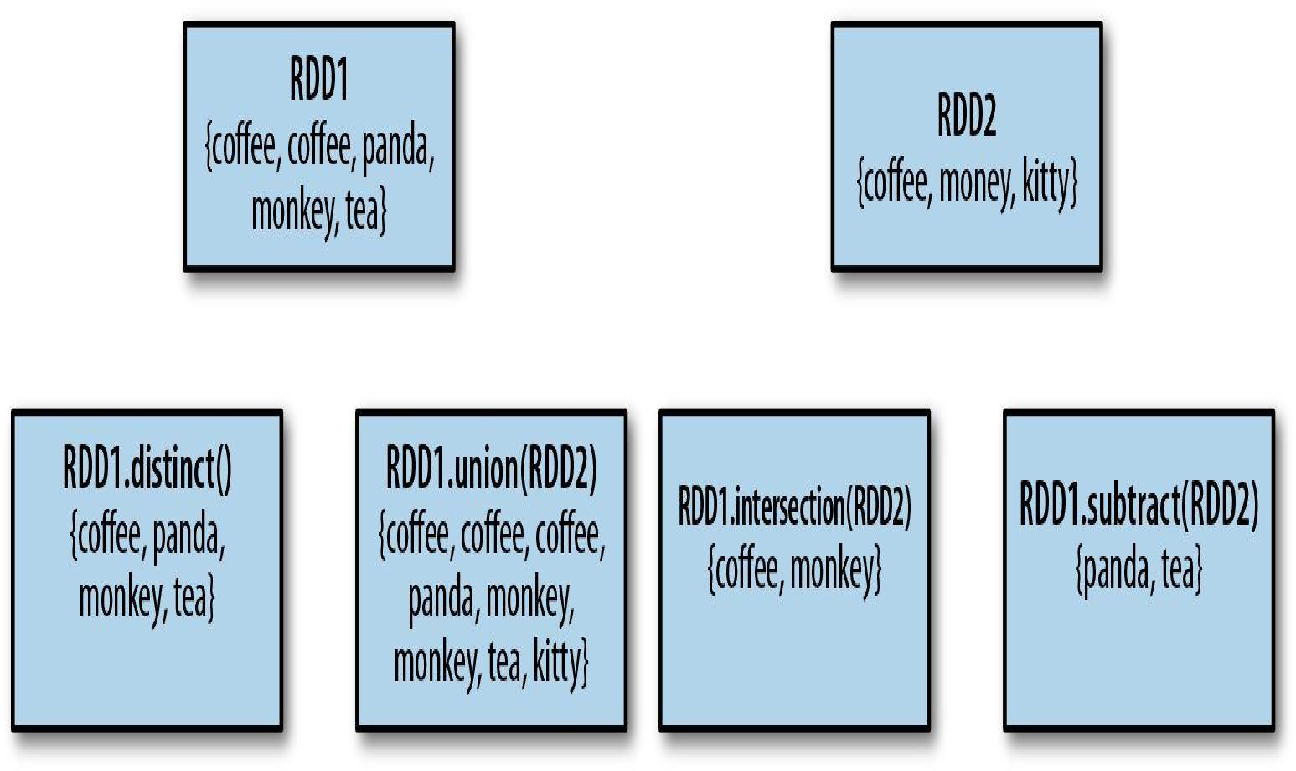 RDD1
{coffee, coffee, panda,
monkey, tea}
RDD2
{coffee, money, kitty}
RDD1.distinct()
{coffee, panda,
monkey, tea}
RDD1.union(RDD2)
{coffee, coffee, coffee,
panda, monkey,
monkey, tea, kitty}
RDD1.intersection(RDD2)
{coffee, monkey}
RDD1.subtract(RDD2)
{panda, tea}